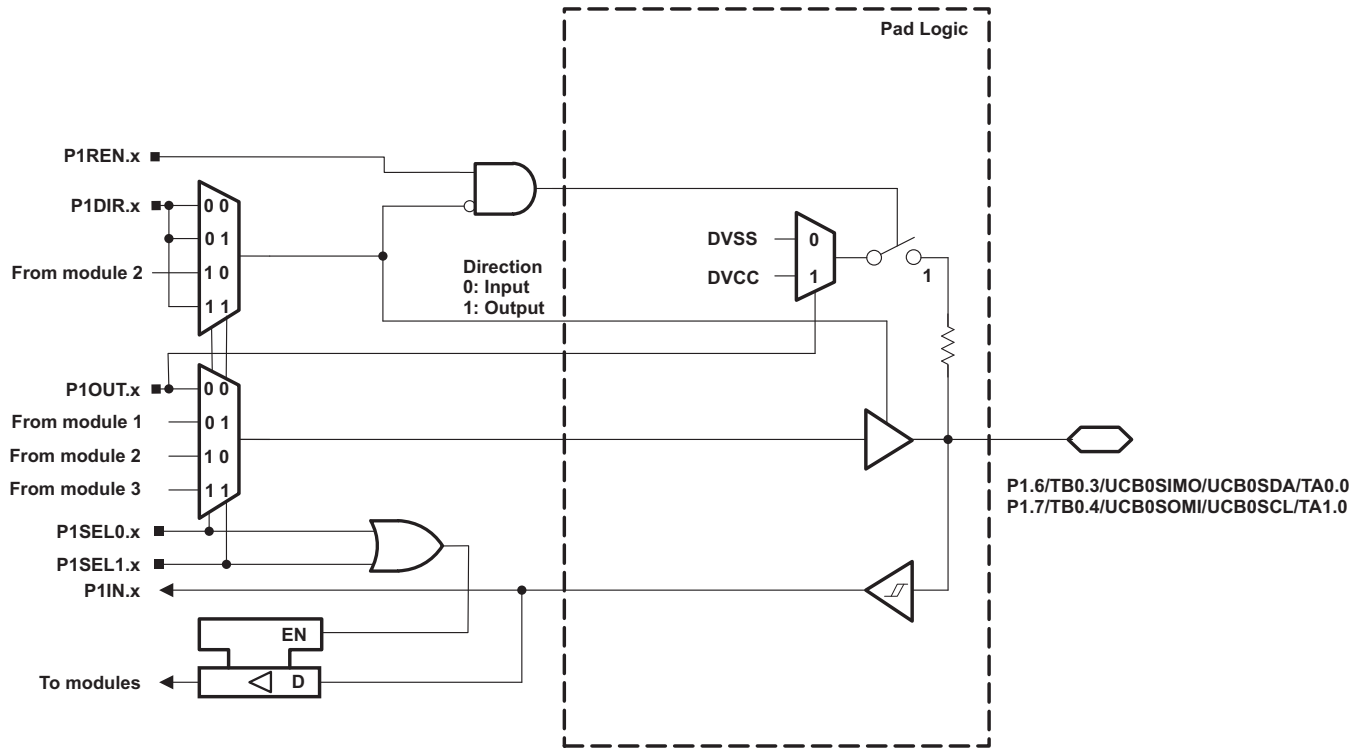 Pad Logic
P1REN.x
P1DIR.x
0 0
0 1
From module 2
1 0
1 1
Direction
0: Input
1: Output
DVSS
0
DVCC
1
1
P1OUT.x
0 0
From module 1
0 1
From module 2
1 0
From module 3
1 1
P1.6/TB0.3/UCB0SIMO/UCB0SDA/TA0.0
P1.7/TB0.4/UCB0SOMI/UCB0SCL/TA1.0
P1SEL0.x
P1SEL1.x
P1IN.x
EN
To modules
D